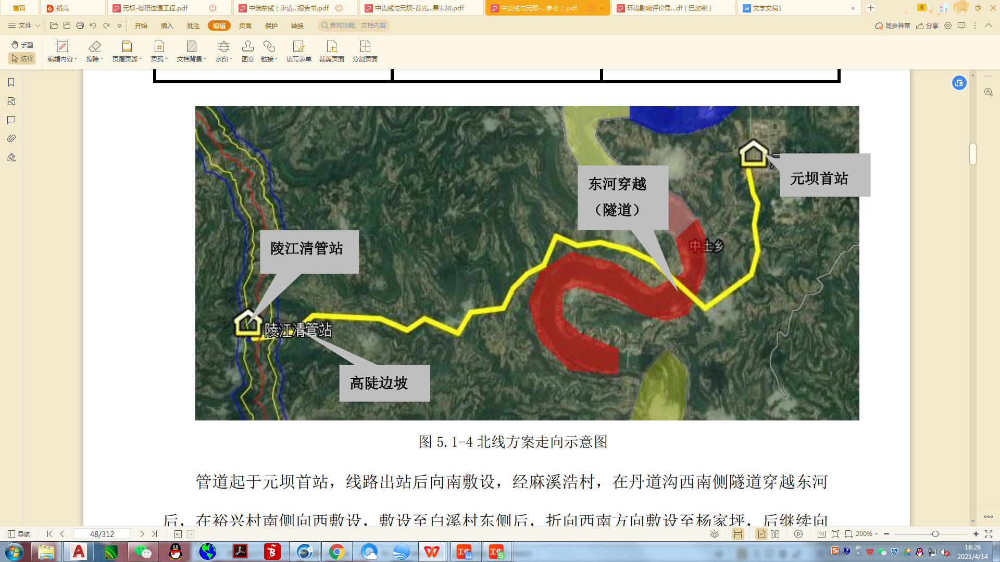 首页
稻壳
元坝-德阳连通工程.pdf
中俄东线（永清...报告书.pdf
中贵线与元坝-普光...果3.30.pdf
中贵线与元坝-...参考）.pdf
环境影响评价导...df（已加密）
文字文稿1
6
文件
开始
插入
批注
编辑
页面
保护
转换
查找功能、文档内容
同步异常
分享
手型
选择
编辑内容
擦除
页眉页脚
页码
文档背景
水印
图章
链接
填写表单
裁剪页面
分割页面
元坝首站
东河穿越
（隧道）
中土乡
陵江清管站
陵江清管站
高陡边坡
图 5.1-4 北线方案走向示意图
管道起于元坝首站，线路出站后向南敷设，经麻溪浩村，在丹道沟西南侧隧道穿越东河
后，在裕兴村南侧向西敷设，敷设至白溪村东侧后，折向西南方向敷设至杨家坪，后继续向
导航
48/312
200%
18:26
2021/4/14